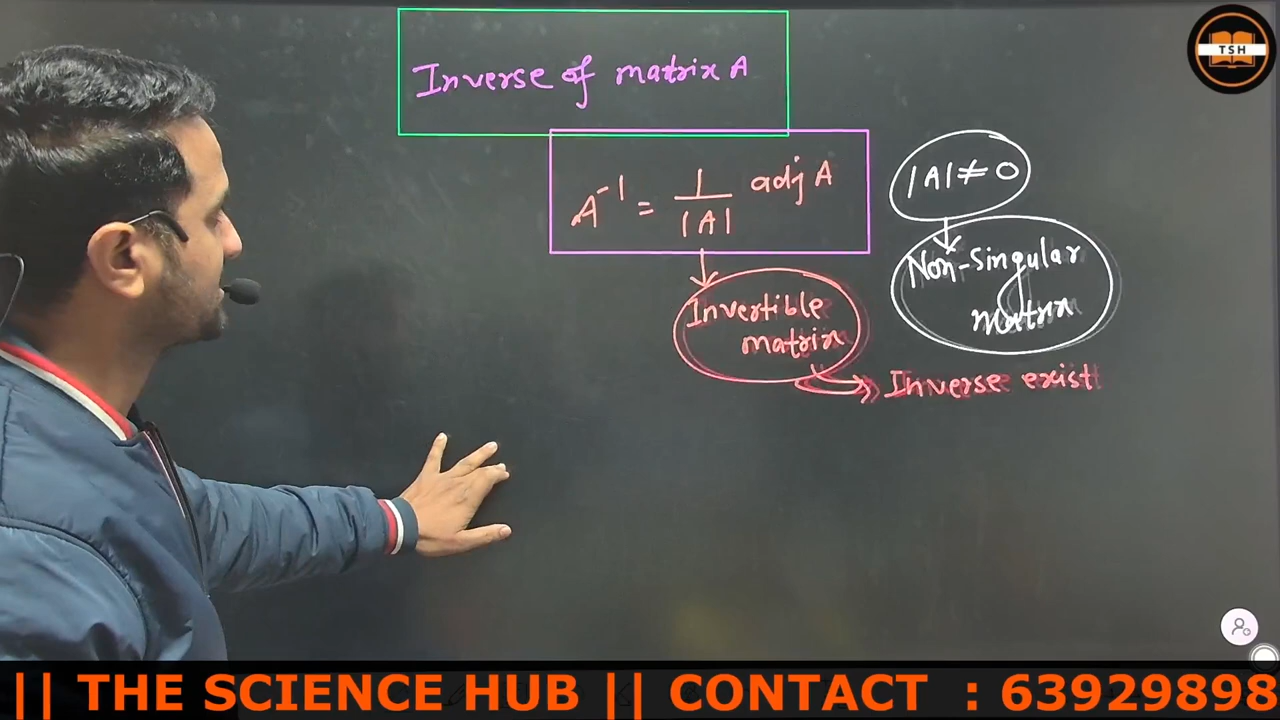 Inverse of matrix A
TSH
A⁻¹ = 1/|A| adj A
|A| ≠ 0
Non-Singular
matrix
Invertible
matrix
Inverse exist
|| THE SCIENCE HUB || CONTACT : 63929898